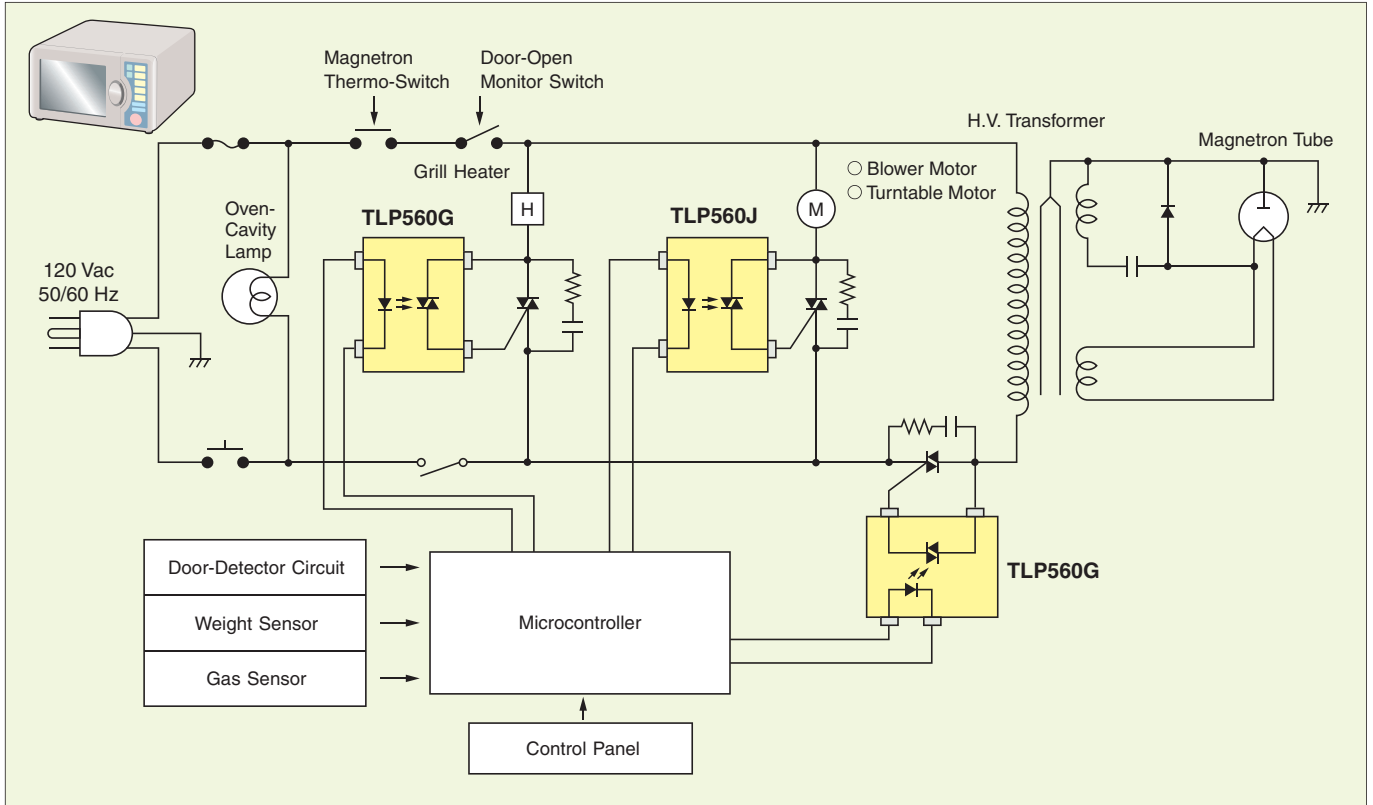 Magnetron
Thermo-Switch
Door-Open
Monitor Switch
H.V. Transformer
Magnetron Tube
Grill Heater
○ Blower Motor
○ Turntable Motor
Oven-
Cavity
Lamp
TLP560G
H
TLP560J
M
120 Vac
50/60 Hz
Door-Detector Circuit
Weight Sensor
Gas Sensor
Microcontroller
TLP560G
Control Panel